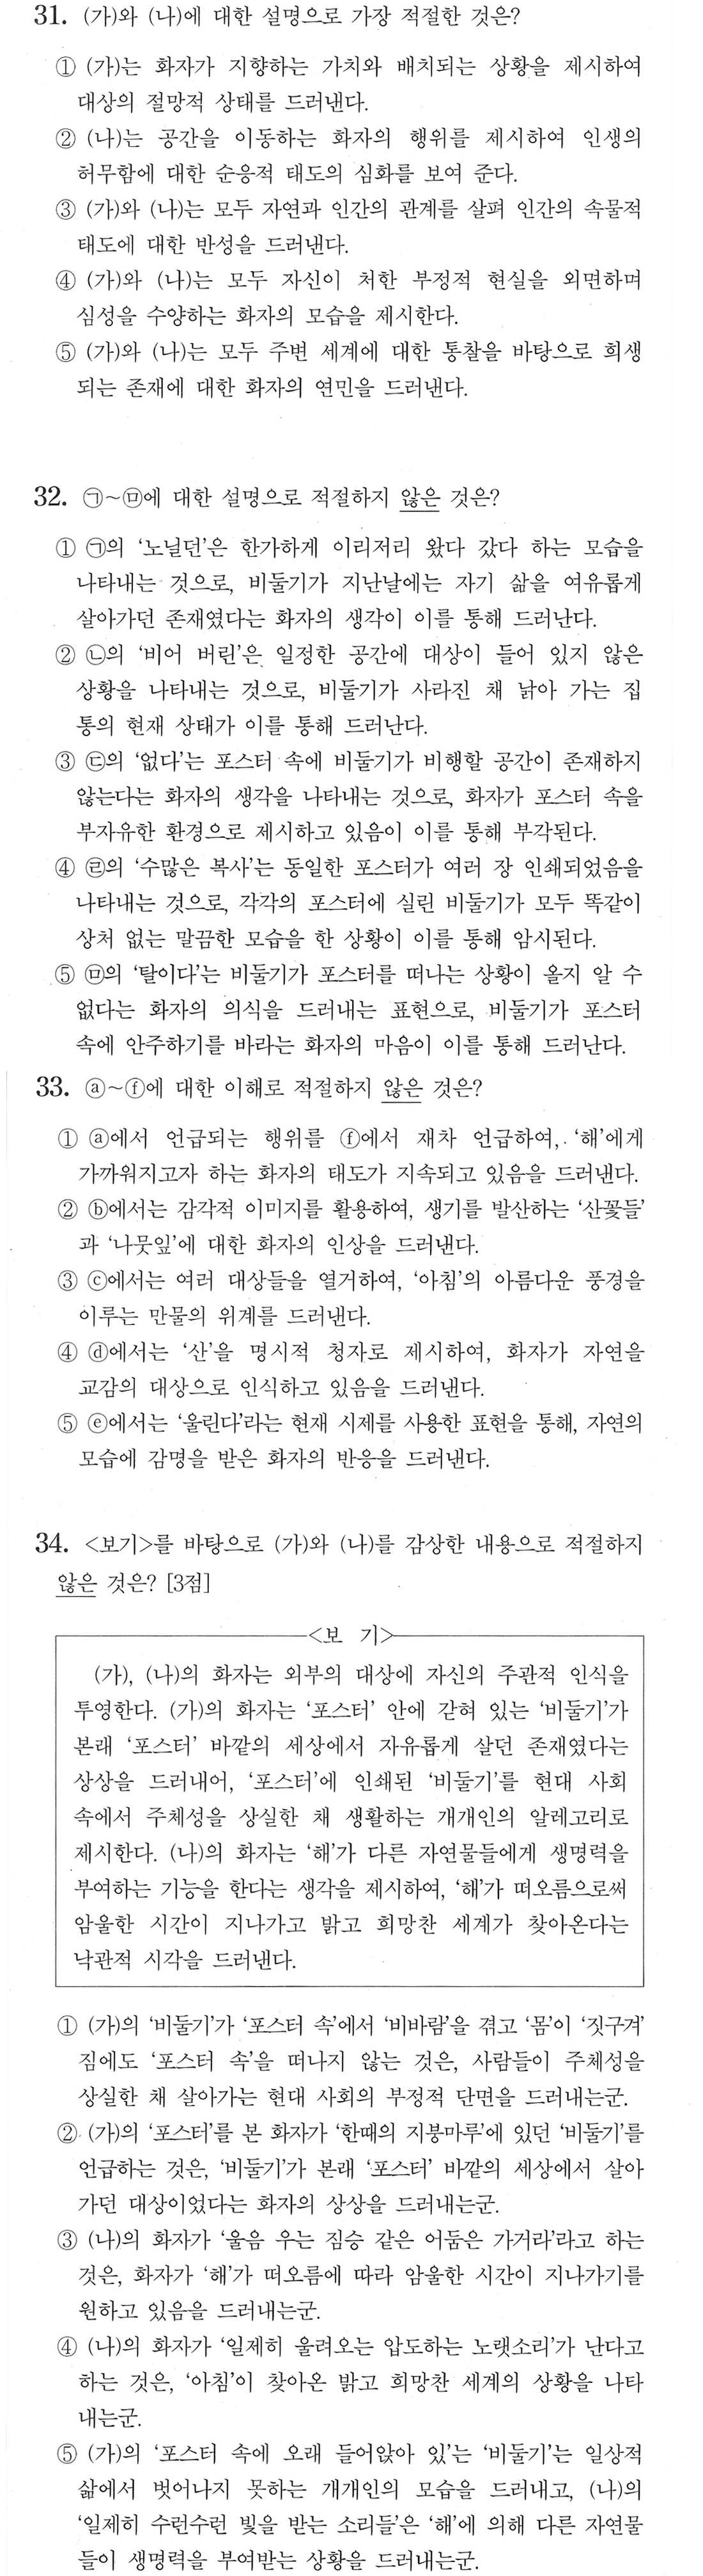 31. (가)와 (나)에 대한 설명으로 가장 적절한 것은?
① (가)는 화자가 지향하는 가치와 배치되는 상황을 제시하여
대상의 절망적 상태를 드러낸다.
② (나)는 공간을 이동하는 화자의 행위를 제시하여 인생의
허무함에 대한 순응적 태도의 심화를 보여 준다.
③ (가)와 (나)는 모두 자연과 인간의 관계를 살펴 인간의 속물적
태도에 대한 반성을 드러낸다.
④ (가)와 (나)는 모두 자신이 처한 부정적 현실을 외면하며
심성을 수양하는 화자의 모습을 제시한다.
⑤ (가)와 (나)는 모두 주변 세계에 대한 통찰을 바탕으로 희생
되는 존재에 대한 화자의 연민을 드러낸다.
32. ㉠~㉤에 대한 설명으로 적절하지 않은 것은?
① ㉠의 '노닐던'은 한가하게 이리저리 왔다 갔다 하는 모습을
나타내는 것으로, 비둘기가 지난날에는 자기 삶을 여유롭게
살아가던 존재였다는 화자의 생각이 이를 통해 드러난다.
② ㉡의 '비어 버린'은 일정한 공간에 대상이 들어 있지 않은
상황을 나타내는 것으로, 비둘기가 사라진 채 낡아 가는 집
통의 현재 상태가 이를 통해 드러난다.
③ ㉢의 '없다'는 포스터 속에 비둘기가 비행할 공간이 존재하지
않는다는 화자의 생각을 나타내는 것으로, 화자가 포스터 속을
부자유한 환경으로 제시하고 있음이 이를 통해 부각된다.
④ ㉣의 '수많은 복사'는 동일한 포스터가 여러 장 인쇄되었음을
나타내는 것으로, 각각의 포스터에 실린 비둘기가 모두 똑같이
상처 없는 말끔한 모습을 한 상황이 이를 통해 암시된다.
⑤ ㉤의 '탈이다'는 비둘기가 포스터를 떠나는 상황이 올지 알 수
없다는 화자의 의식을 드러내는 표현으로, 비둘기가 포스터
속에 안주하기를 바라는 화자의 마음이 이를 통해 드러난다.
33. ⓐ~ⓕ에 대한 이해로 적절하지 않은 것은?
① ⓐ에서 언급되는 행위를 ⓕ에서 재차 언급하여, '해'에게
가까워지고자 하는 화자의 태도가 지속되고 있음을 드러낸다.
② ⓑ에서는 감각적 이미지를 활용하여, 생기를 발산하는 '산꽃들'
과 '나뭇잎'에 대한 화자의 인상을 드러낸다.
③ ⓒ에서는 여러 대상들을 열거하여, '아침'의 아름다운 풍경을
이루는 만물의 위계를 드러낸다.
④ ⓓ에서는 '산'을 명시적 청자로 제시하여, 화자가 자연을
교감의 대상으로 인식하고 있음을 드러낸다.
⑤ ⓔ에서는 '울린다'라는 현재 시제를 사용한 표현을 통해, 자연의
모습에 감명을 받은 화자의 반응을 드러낸다.
34. <보기>를 바탕으로 (가)와 (나)를 감상한 내용으로 적절하지
않은 것은? [3점]
<보 기>
(가), (나)의 화자는 외부의 대상에 자신의 주관적 인식을
투영한다. (가)의 화자는 '포스터' 안에 갇혀 있는 '비둘기'가
본래 '포스터' 바깥의 세상에서 자유롭게 살던 존재였다는
상상을 드러내어, '포스터'에 인쇄된 '비둘기'를 현대 사회
속에서 주체성을 상실한 채 생활하는 개개인의 알레고리로
제시한다. (나)의 화자는 '해'가 다른 자연물들에게 생명력을
부여하는 기능을 한다는 생각을 제시하여, '해'가 떠오름으로써
암울한 시간이 지나가고 밝고 희망찬 세계가 찾아온다는
낙관적 시각을 드러낸다.
① (가)의 '비둘기'가 '포스터 속'에서 '비바람'을 겪고 '몸'이 '짓구겨'
짐에도 '포스터 속'을 떠나지 않는 것은, 사람들이 주체성을
상실한 채 살아가는 현대 사회의 부정적 단면을 드러내는군.
② (가)의 '포스터'를 본 화자가 '한때의 지붕마루'에 있던 '비둘기'를
언급하는 것은, '비둘기'가 본래 '포스터' 바깥의 세상에서 살아
가던 대상이었다는 화자의 상상을 드러내는군.
③ (나)의 화자가 '울음 우는 짐승 같은 어둠은 가거라'라고 하는
것은, 화자가 '해'가 떠오름에 따라 암울한 시간이 지나가기를
원하고 있음을 드러내는군.
④ (나)의 화자가 '일제히 울려오는 압도하는 노랫소리'가 난다고
하는 것은, '아침'이 찾아온 밝고 희망찬 세계의 상황을 나타
내는군.
⑤ (가)의 '포스터 속에 오래 들어앉아 있'는 '비둘기'는 일상적
삶에서 벗어나지 못하는 개개인의 모습을 드러내고, (나)의
'일제히 수런수런 빛을 받는 소리들'은 '해'에 의해 다른 자연물
들이 생명력을 부여받는 상황을 드러내는군.